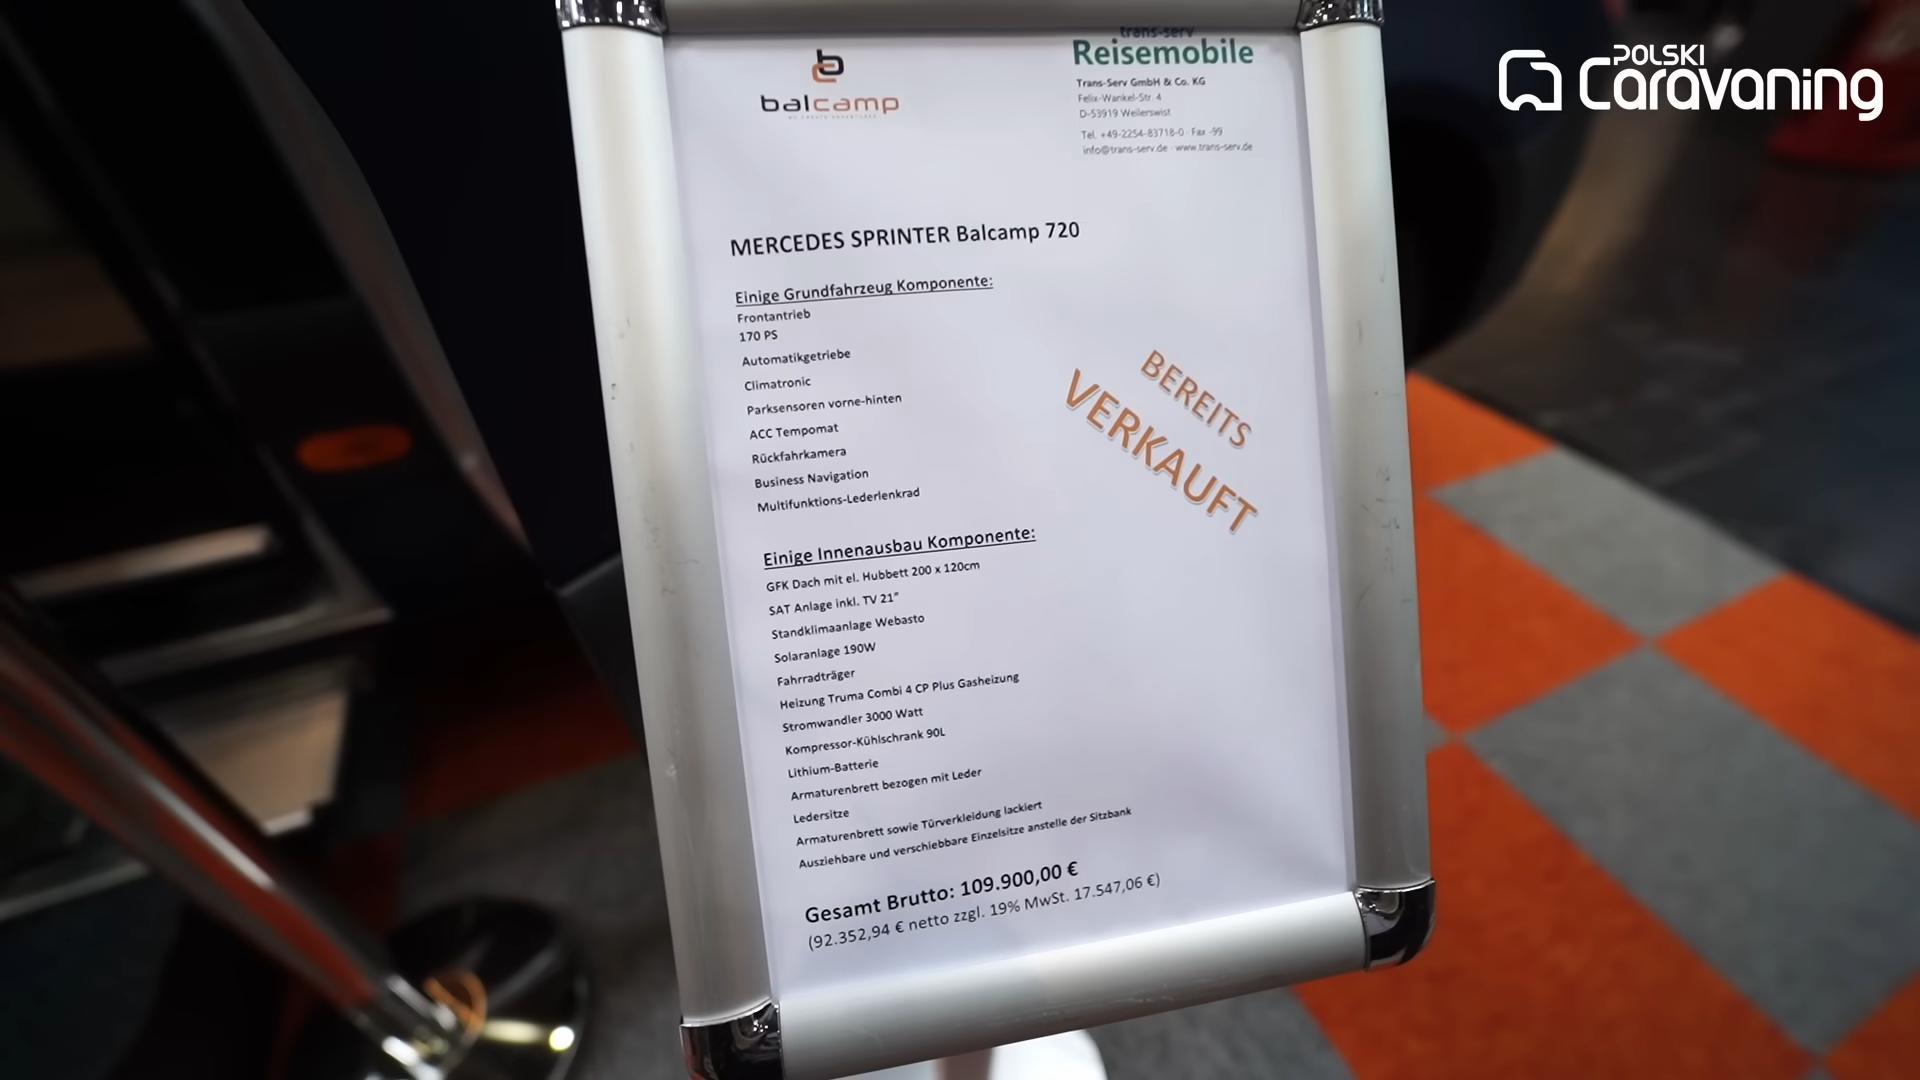 POLSKI
Caravaning
balcamp
trans-serv
Reisemobile
Trans-Serv GmbH & Co. KG
Felix-Wankel-Str. 4
D-53919 Weilerswist
Tel. +49-2254-83718-0 · Fax -99
info@trans-serv.de · www.trans-serv.de
MERCEDES SPRINTER Balcamp 720
Einige Grundfahrzeug Komponente:
Frontantrieb
170 PS
Automatikgetriebe
Climatronic
Parksensoren vorne-hinten
ACC Tempomat
Rückfahrkamera
Business Navigation
Multifunktions-Lederlenkrad
BEREITS
VERKAUFT
Einige Innenausbau Komponente:
GFK Dach mit el. Hubbett 200 x 120cm
SAT Anlage inkl. TV 21"
Standklimaanlage Webasto
Solaranlage 190W
Fahrradträger
Heizung Truma Combi 4 CP Plus Gasheizung
Stromwandler 3000 Watt
Kompressor-Kühlschrank 90L
Lithium-Batterie
Armaturenbrett bezogen mit Leder
Ledersitze
Armaturenbrett sowie Türverkleidung lackiert
Ausziehbare und verschiebbare Einzelsitze anstelle der Sitzbank
Gesamt Brutto: 109.900,00 €
(92.352,94 € netto zzgl. 19% MwSt. 17.547,06 €)